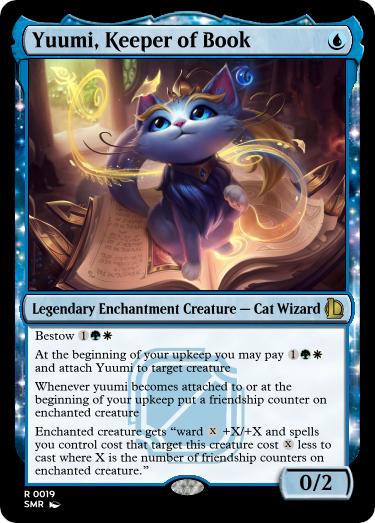 Yuumi, Keeper of Book
Legendary Enchantment Creature — Cat Wizard
Bestow 1
At the beginning of your upkeep you may pay 1
and attach Yuumi to target creature
Whenever yuumi becomes attached to or at the
beginning of your upkeep put a friendship counter
on enchanted creature
Enchanted creature gets “ward X +X/+X and spells
you control cost that target this creature cost X less to
cast where X is the number of friendship counters on
enchanted creature.”
0/2
R 0019
SMR